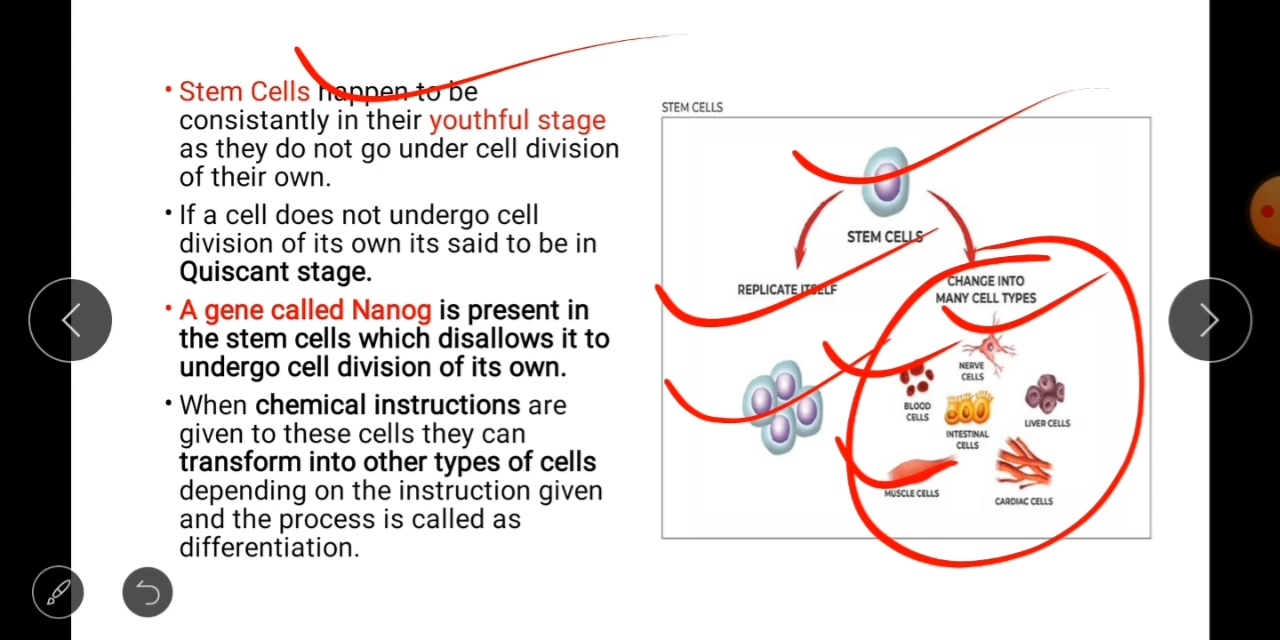 • Stem Cells happen to be
consistantly in their youthful stage
as they do not go under cell division
of their own.
• If a cell does not undergo cell
division of its own its said to be in
Quiscant stage.
• A gene called Nanog is present in
the stem cells which disallows it to
undergo cell division of its own.
• When chemical instructions are
given to these cells they can
transform into other types of cells
depending on the instruction given
and the process is called as
differentiation.
STEM CELLS
STEM CELLS
REPLICATE ITSELF
CHANGE INTO
MANY CELL TYPES
NERVE
CELLS
BLOOD
CELLS
INTESTINAL
CELLS
LIVER CELLS
MUSCLE CELLS
CARDIAC CELLS